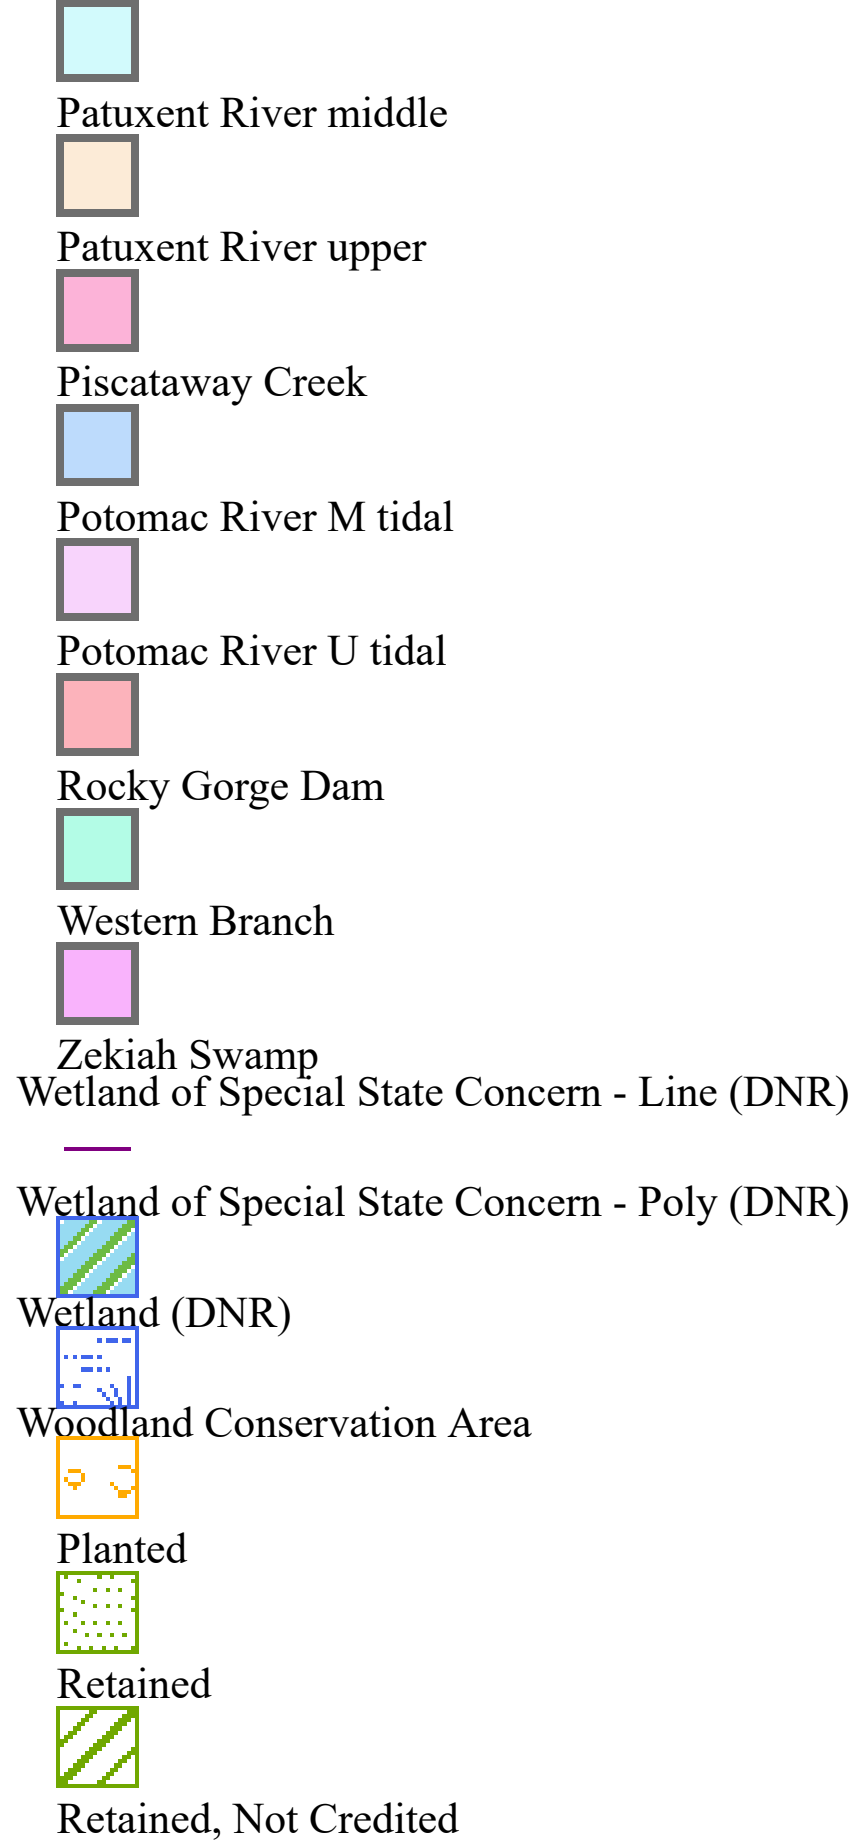 Patuxent River middle
Patuxent River upper
Piscataway Creek
Potomac River M tidal
Potomac River U tidal
Rocky Gorge Dam
Western Branch
Zekiah Swamp
Wetland of Special State Concern - Line (DNR)
Wetland of Special State Concern - Poly (DNR)
Wetland (DNR)
Woodland Conservation Area
Planted
Retained
Retained, Not Credited